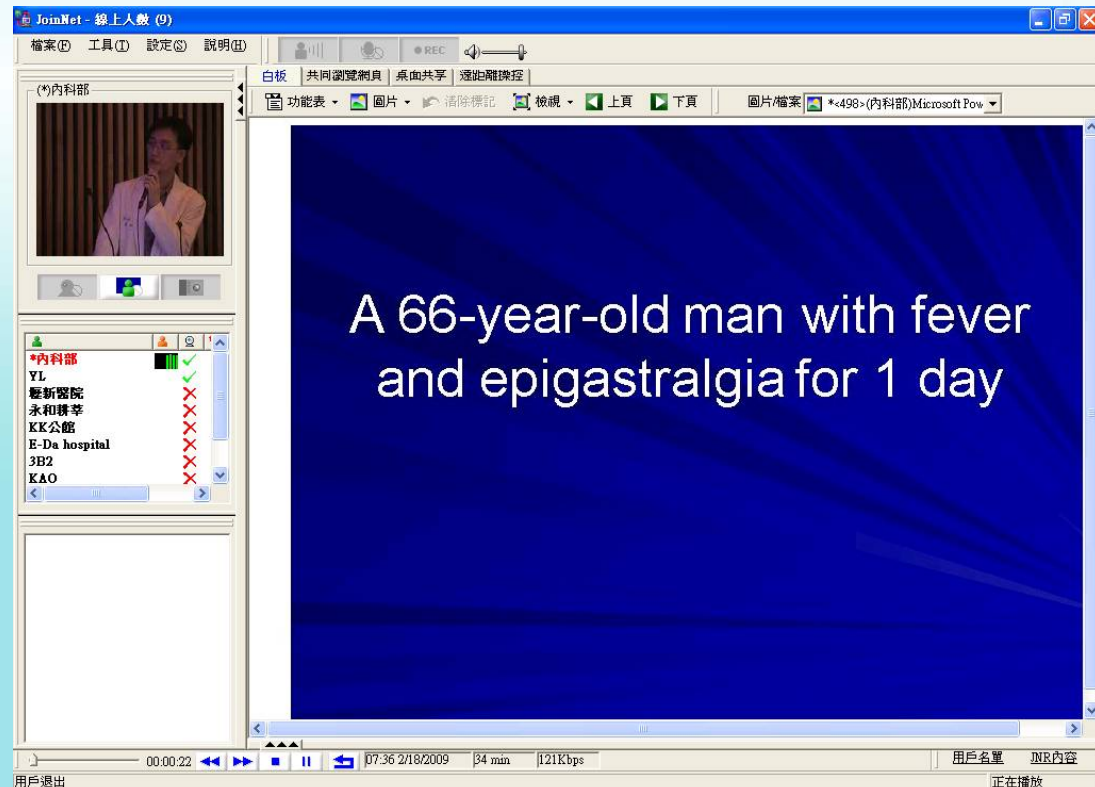 JoinNet - 線上人數 (9)
檔案(F) 工具(T) 設定(S) 說明(H)
REC
白板 共同瀏覽網頁 桌面共享 遠距離操控
功能表 圖片 清除標記 檢視 上頁 下頁 圖片/檔案 *<498>(內科部)Microsoft Pow
(*)內科部
A 66-year-old man with fever
and epigastralgia for 1 day
*內科部
YL
壢新醫院
永和耕莘
KK公館
E-Da hospital
3B2
KAO
00:00:22 07:36 2/18/2009 34 min 121Kbps 用戶名單 JNR內容
用戶退出 正在播放